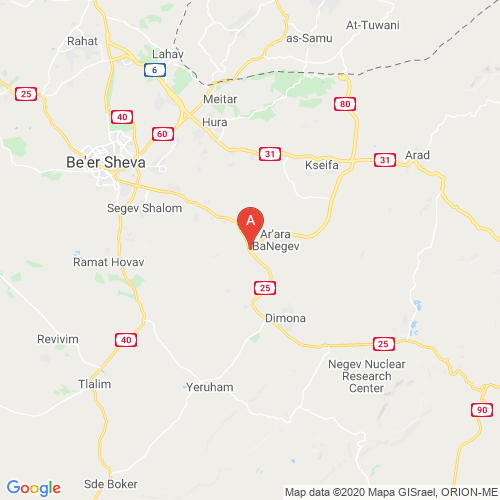 At-Tuwani
Rahat
as-Samu
Lahav
6
25
Meitar
80
40
Hura
60
31
Be'er Sheva
Kseifa
31
Arad
Segev Shalom
A
Ar'ara
BaNegev
Ramat Hovav
25
Dimona
Revivim
40
25
Negev Nuclear
Research
Center
Tlalim
Yeruham
90
Sde Boker
Google
Map data ©2020 Mapa GISrael, ORION-ME